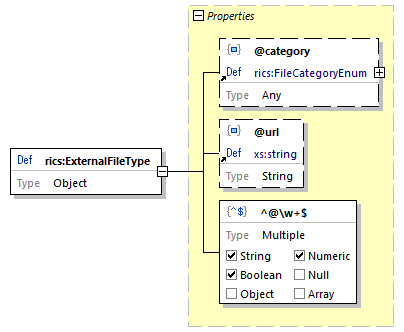 Properties
@category
Def rics:FileCategoryEnum
Type Any
@url
Def xs:string
Type String
Def rics:ExternalFileType
Type Object
{^$} ^@\w+$
Type Multiple
String Numeric
Boolean Null
Object Array